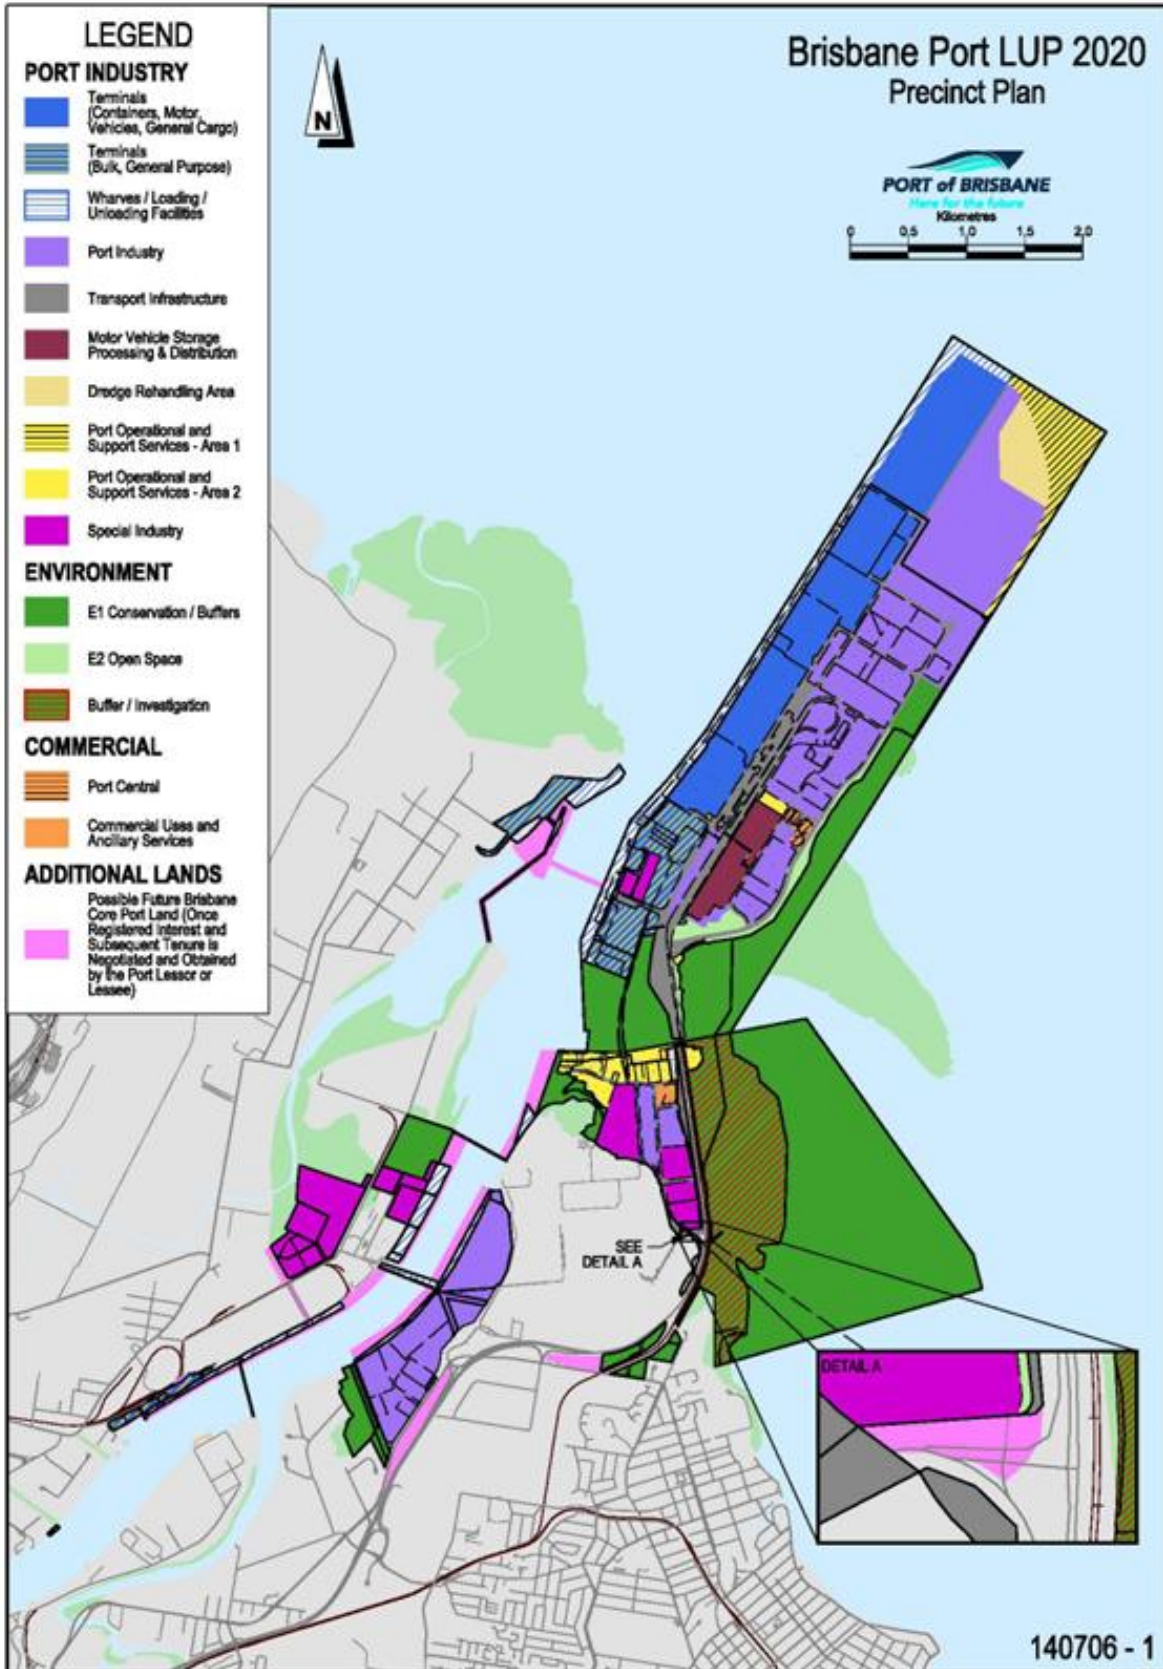 LEGEND
PORT INDUSTRY
Terminals
(Containers, Motor,
Vehicles, General Cargo)
Terminals
(Bulk, General Purpose)
Wharves / Loading /
Unloading Facilities
Port Industry
Transport Infrastructure
Motor Vehicle Storage
Processing & Distribution
Dredge Rehandling Area
Port Operational and
Support Services - Area 1
Port Operational and
Support Services - Area 2
Special Industry
ENVIRONMENT
E1 Conservation / Buffers
E2 Open Space
Buffer / Investigation
COMMERCIAL
Port Central
Commercial Uses and
Ancillary Services
ADDITIONAL LANDS
Possible Future Brisbane
Core Port Land (Once
Registered Interest and
Subsequent Tenure is
Negotiated and Obtained
by the Port Lessor or
Lessee)
N
Brisbane Port LUP 2020
Precinct Plan
PORT of BRISBANE
Here for the future
Kilometres
0 0,5 1,0 1,5 2,0
SEE
DETAIL A
DETAIL A
140706 - 1